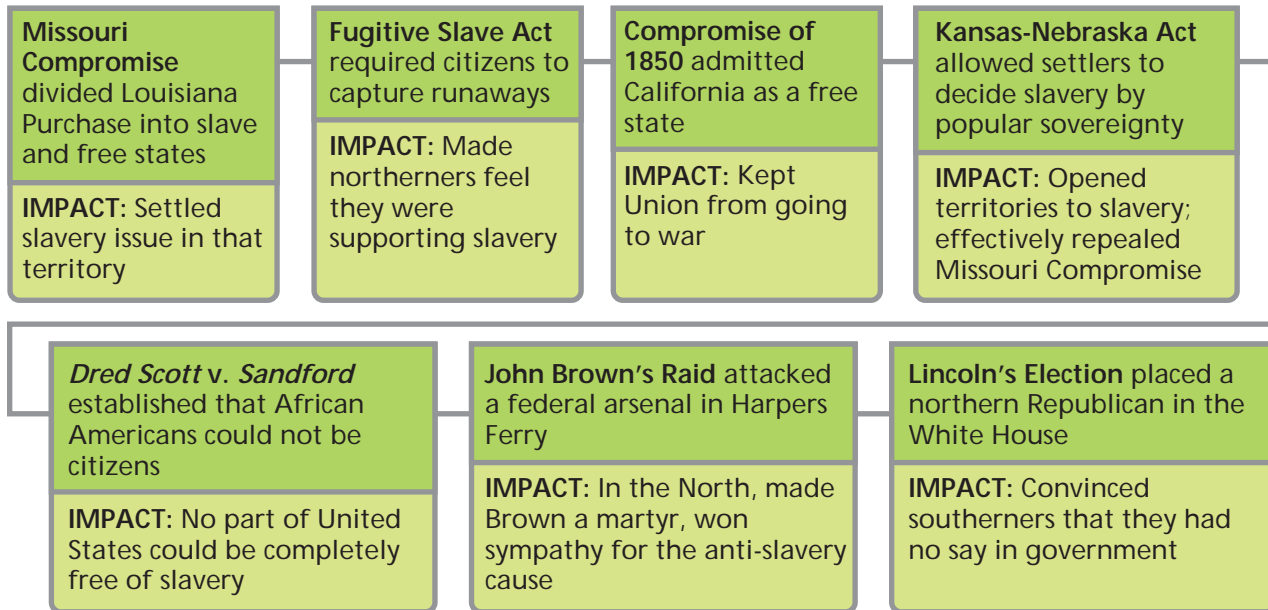 Missouri
Compromise
divided Louisiana
Purchase into slave
and free states
IMPACT: Settled
slavery issue in that
territory
Fugitive Slave Act
required citizens to
capture runaways
IMPACT: Made
northerners feel
they were
supporting slavery
Compromise of
1850 admitted
California as a free
state
IMPACT: Kept
Union from going
to war
Kansas-Nebraska Act
allowed settlers to
decide slavery by
popular sovereignty
IMPACT: Opened
territories to slavery;
effectively repealed
Missouri Compromise
Dred Scott v. Sandford
established that African
Americans could not be
citizens
IMPACT: No part of United
States could be completely
free of slavery
John Brown's Raid attacked
a federal arsenal in Harpers
Ferry
IMPACT: In the North, made
Brown a martyr, won
sympathy for the anti-slavery
cause
Lincoln's Election placed a
northern Republican in the
White House
IMPACT: Convinced
southerners that they had
no say in government